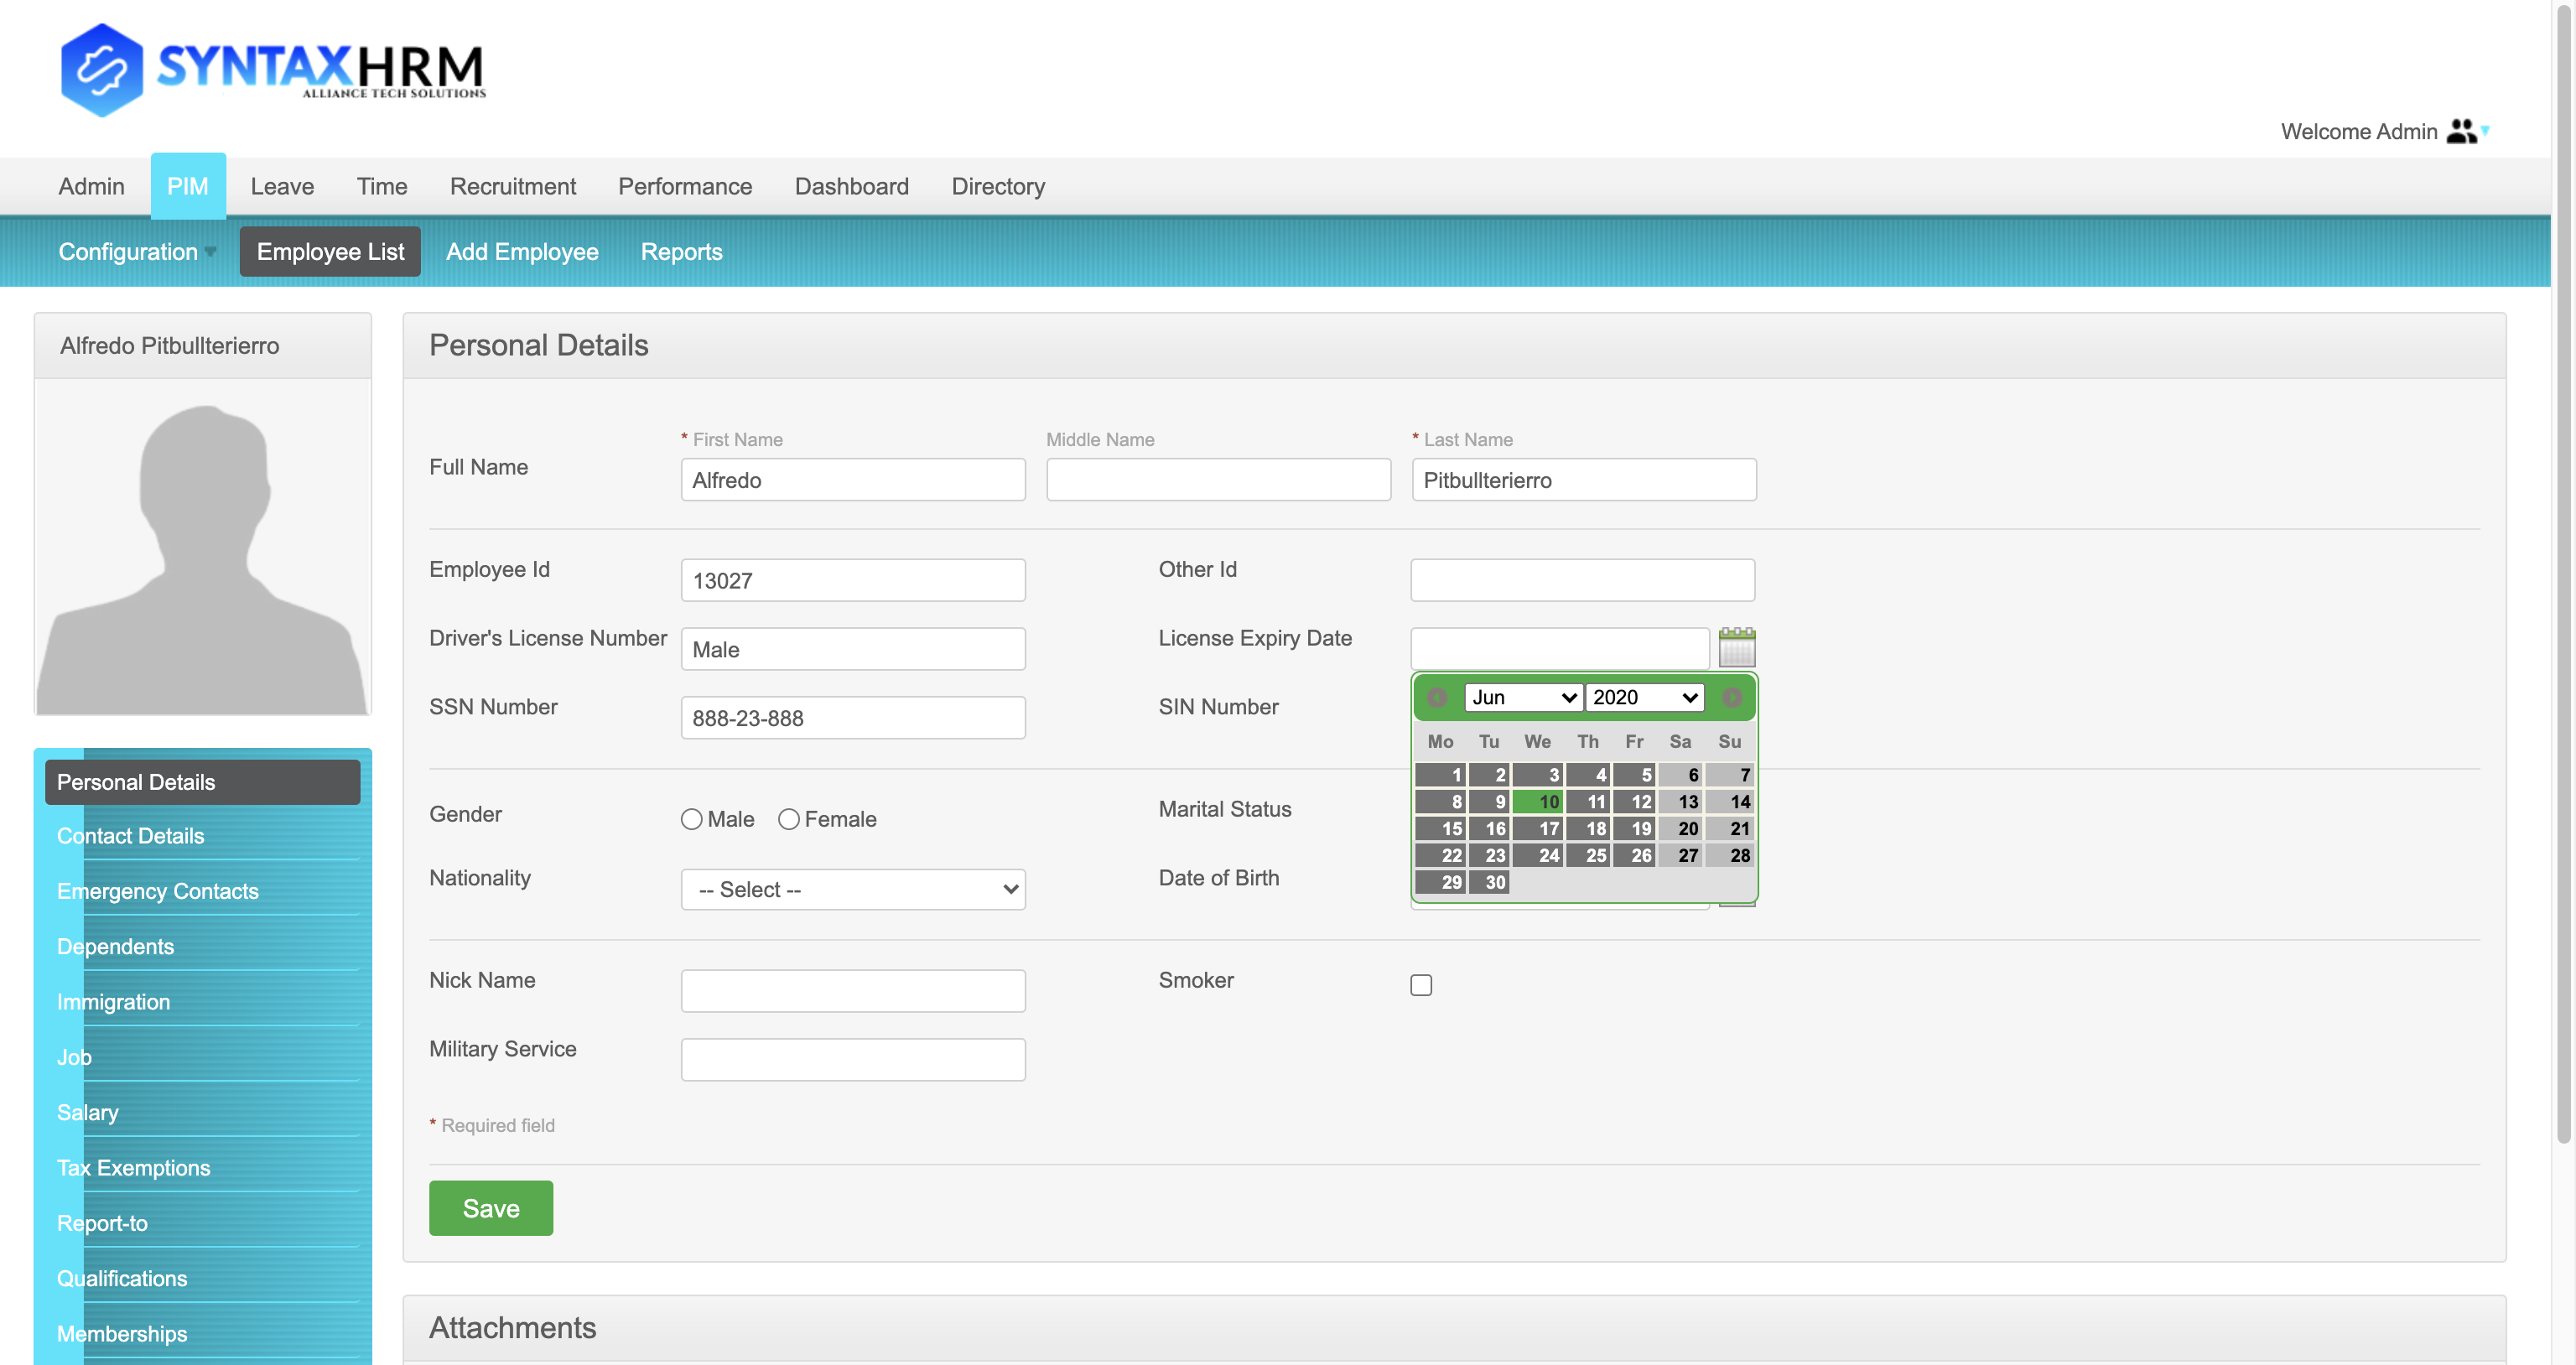 SYNTAXHRM
ALLIANCE TECH SOLUTIONS
Welcome Admin
Admin PIM Leave Time Recruitment Performance Dashboard Directory
Configuration Employee List Add Employee Reports
Alfredo Pitbullterierro
Personal Details
Contact Details
Emergency Contacts
Dependents
Immigration
Job
Salary
Tax Exemptions
Report-to
Qualifications
Memberships
Personal Details
* First Name Middle Name * Last Name
Full Name Alfredo Pitbullterierro
Employee Id 13027 Other Id
Driver's License Number Male License Expiry Date
SSN Number 888-23-888 SIN Number
Jun 2020
Mo Tu We Th Fr Sa Su
1 2 3 4 5 6 7
8 9 10 11 12 13 14
15 16 17 18 19 20 21
22 23 24 25 26 27 28
29 30
Gender Male Female Marital Status
Nationality -- Select -- Date of Birth
Nick Name Smoker
Military Service
* Required field
Save
Attachments